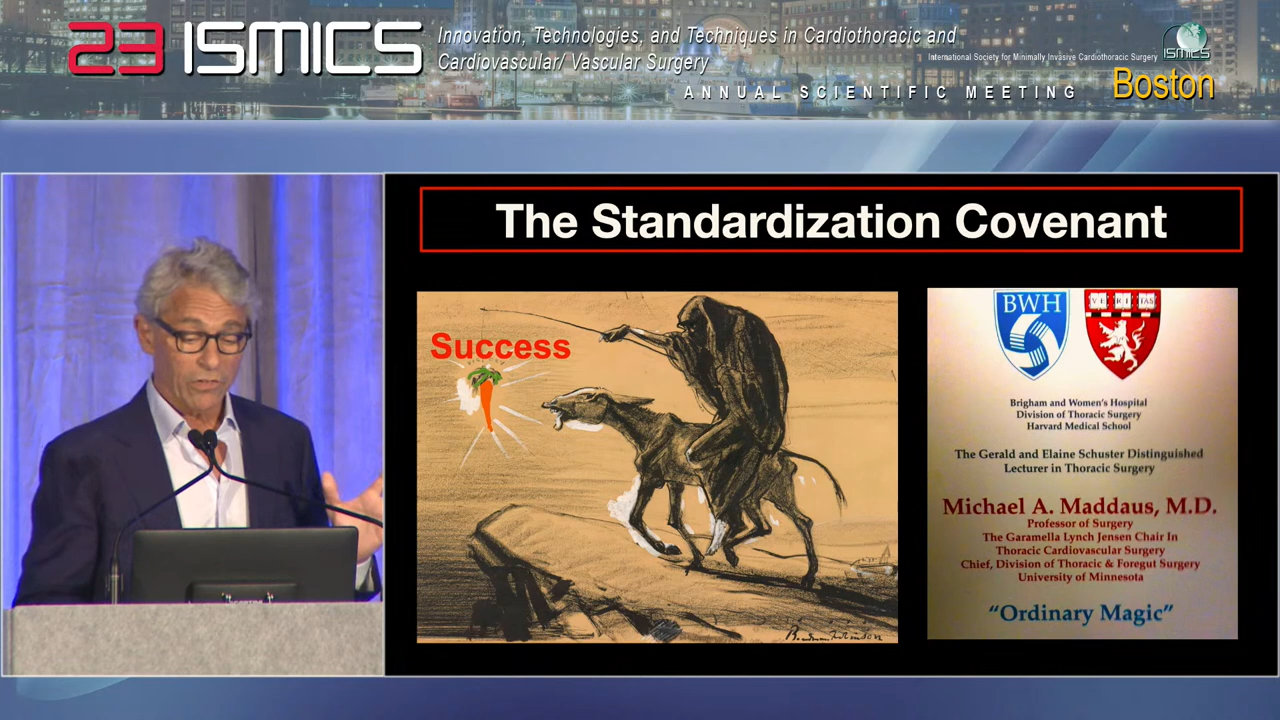 23 ISMICS
Innovation, Technologies, and Techniques in Cardiothoracic and
Cardiovascular/ Vascular Surgery
International Society for Minimally Invasive Cardiothoracic Surgery
ISMICS
ANNUAL SCIENTIFIC MEETING
Boston
The Standardization Covenant
Success
BWH
VE RI TAS
Brigham and Women's Hospital
Division of Thoracic Surgery
Harvard Medical School
The Gerald and Elaine Schuster Distinguished
Lecturer in Thoracic Surgery
Michael A. Maddaus, M.D.
Professor of Surgery
The Garamella Lynch Jensen Chair In
Thoracic Cardiovascular Surgery
Chief, Division of Thoracic & Foregut Surgery
University of Minnesota
"Ordinary Magic"